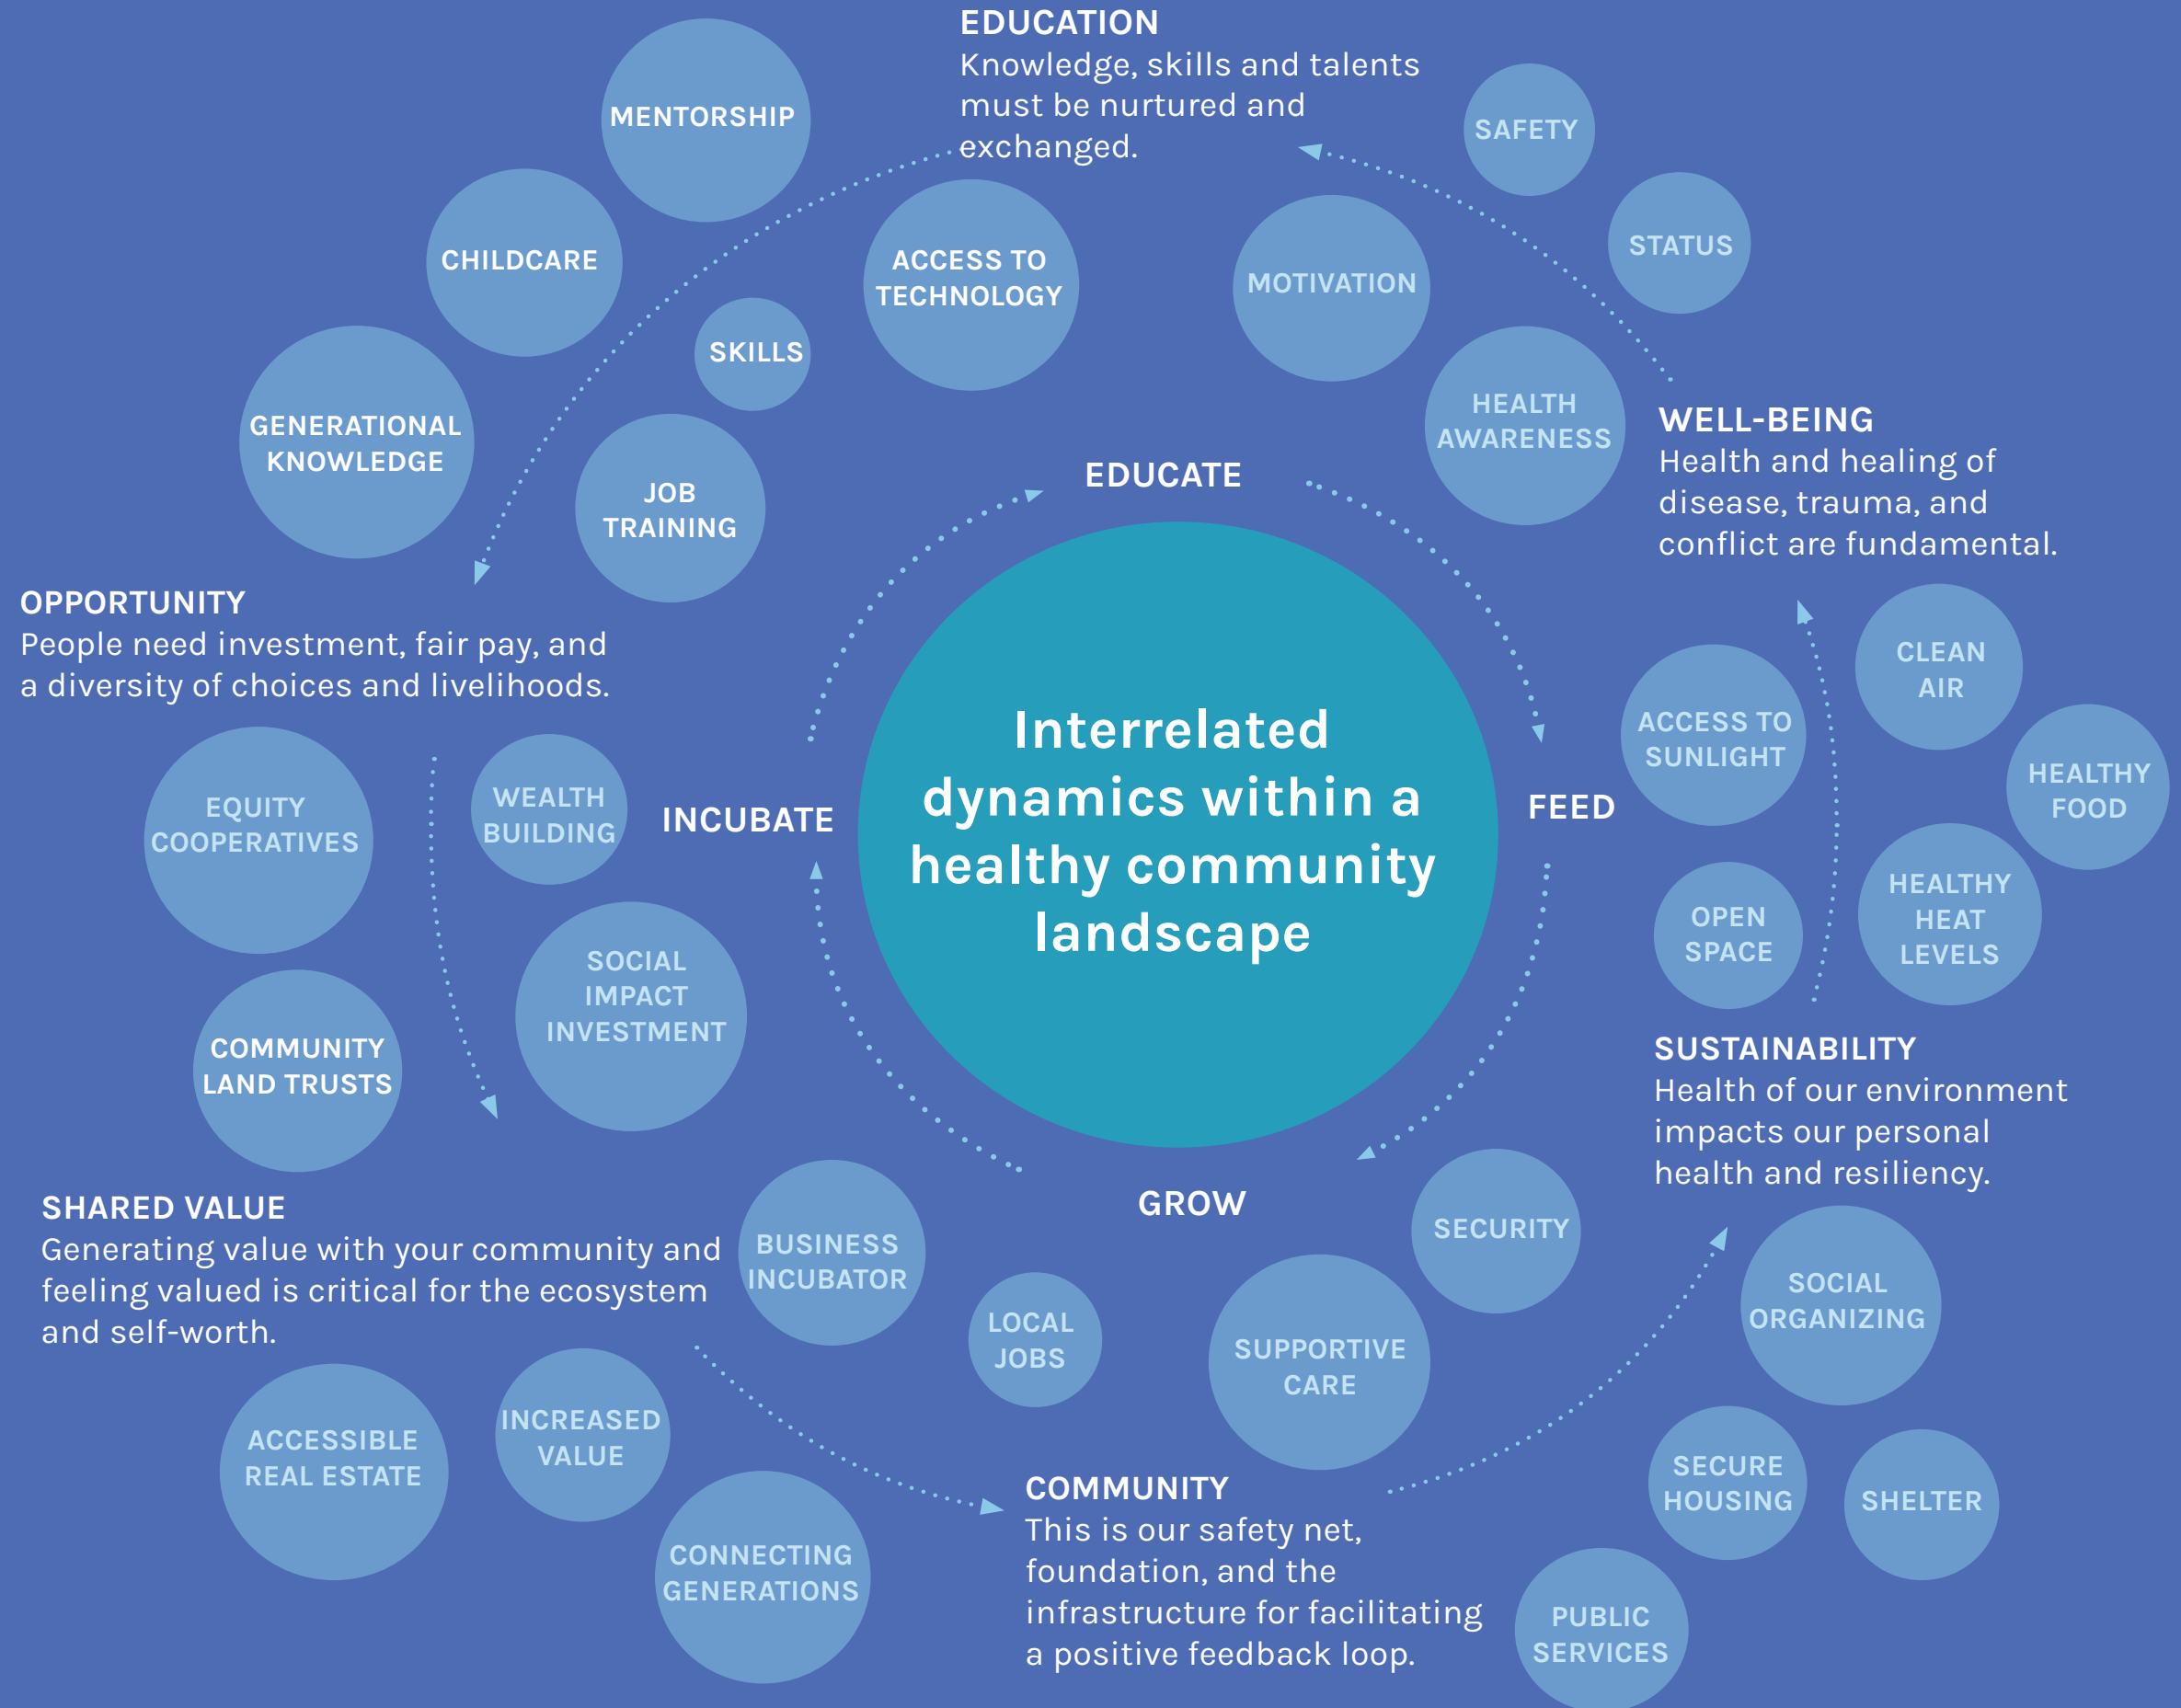 EDUCATION
Knowledge, skills and talents
must be nurtured and
exchanged.
MENTORSHIP
SAFETY
CHILDCARE
ACCESS TO
TECHNOLOGY
MOTIVATION
STATUS
SKILLS
GENERATIONAL
KNOWLEDGE
JOB
TRAINING
HEALTH
AWARENESS
EDUCATE
WELL-BEING
Health and healing of
disease, trauma, and
conflict are fundamental.
OPPORTUNITY
People need investment, fair pay, and
a diversity of choices and livelihoods.
CLEAN
AIR
ACCESS TO
SUNLIGHT
HEALTHY
FOOD
EQUITY
COOPERATIVES
WEALTH
BUILDING
INCUBATE
Interrelated
dynamics within a
healthy community
landscape
FEED
OPEN
SPACE
HEALTHY
HEAT
LEVELS
SOCIAL
IMPACT
INVESTMENT
COMMUNITY
LAND TRUSTS
SUSTAINABILITY
Health of our environment
impacts our personal
health and resiliency.
SHARED VALUE
Generating value with your community and
feeling valued is critical for the ecosystem
and self-worth.
GROW
BUSINESS
INCUBATOR
SECURITY
LOCAL
JOBS
SUPPORTIVE
CARE
SOCIAL
ORGANIZING
ACCESSIBLE
REAL ESTATE
INCREASED
VALUE
CONNECTING
GENERATIONS
COMMUNITY
This is our safety net,
foundation, and the
infrastructure for facilitating
a positive feedback loop.
SECURE
HOUSING
SHELTER
PUBLIC
SERVICES